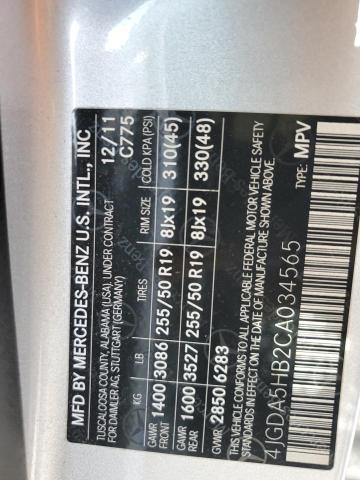 MFD BY MERCEDES-BENZ U.S. INTL., INC.
TUSCALOOSA COUNTY, ALABAMA (USA), UNDER CONTRACT 12/11
FOR DAIMLER AG, STUTTGART (GERMANY) C775
KG LB TIRES RIM SIZE COLD KPA (PSI)
GAWR FRONT 1400 3086 255/50 R19 8Jx19 310(45)
GAWR REAR 1600 3527 255/50 R19 8Jx19 330(48)
GVWR 2850 6283
THIS VEHICLE CONFORMS TO ALL APPLICABLE FEDERAL MOTOR VEHICLE SAFETY
STANDARDS IN EFFECT ON THE DATE OF MANUFACTURE SHOWN ABOVE.
4JGDA5HB2CA034565 TYPE: MPV